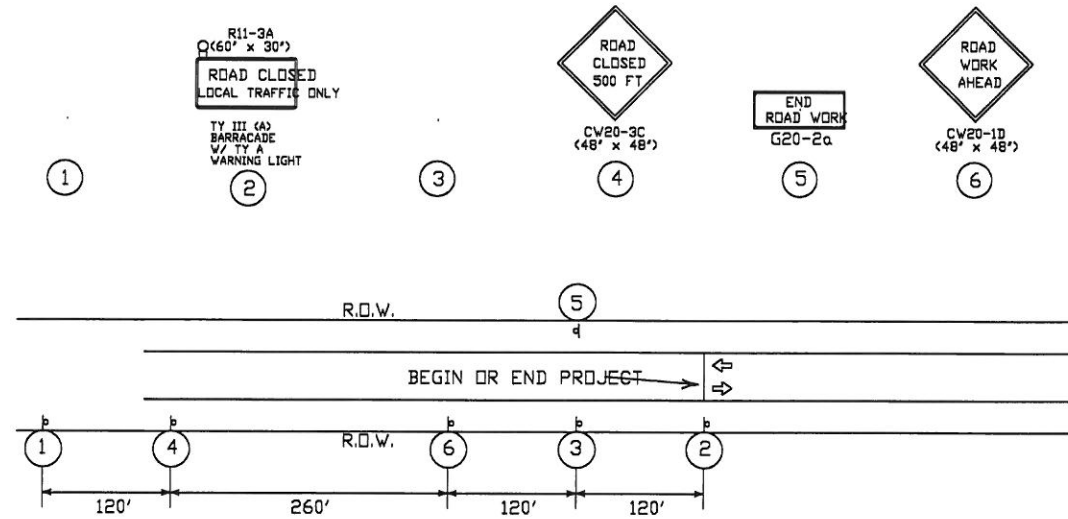 R11-3A
(60" x 30")
ROAD CLOSED
LOCAL TRAFFIC ONLY
TY III (A)
BARRACADE
W/ TY A
WARNING LIGHT
ROAD
CLOSED
500 FT
CW20-3C
(48" x 48")
END
ROAD WORK
G20-2a
ROAD
WORK
AHEAD
CW20-1D
(48" x 48")
1
2
3
4
5
6
R.O.W.
5
BEGIN OR END PROJECT
R.O.W.
1
4
6
3
2
120'
260'
120'
120'